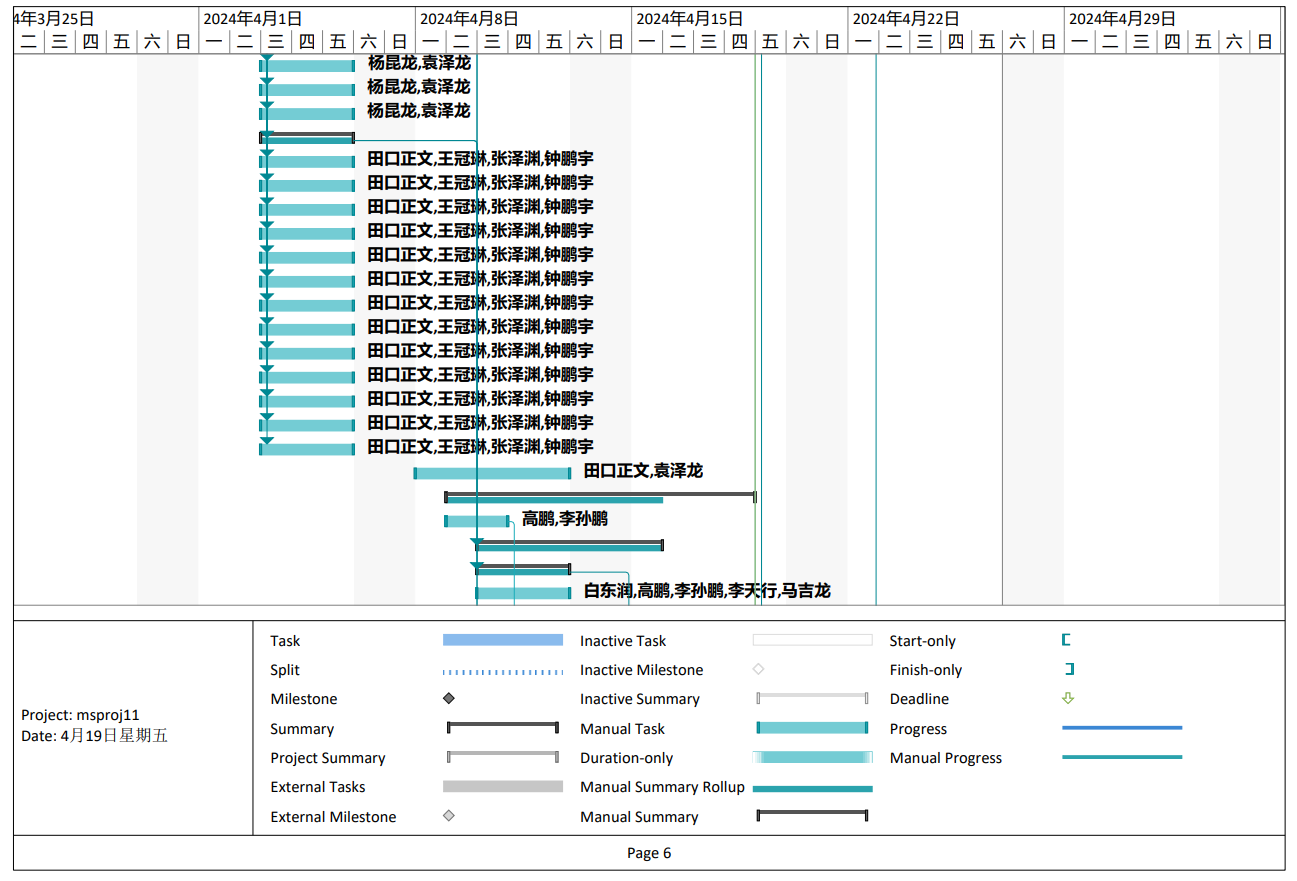 4年3月25日 2024年4月1日 2024年4月8日 2024年4月15日 2024年4月22日 2024年4月29日
二 三 四 五 六 日 一 二 三 四 五 六 日 一 二 三 四 五 六 日 一 二 三 四 五 六 日 一 二 三 四 五 六 日 一 二 三 四 五 六 日
杨昆龙,袁泽龙
杨昆龙,袁泽龙
杨昆龙,袁泽龙
田口正文,王冠琳,张泽渊,钟鹏宇
田口正文,王冠琳,张泽渊,钟鹏宇
田口正文,王冠琳,张泽渊,钟鹏宇
田口正文,王冠琳,张泽渊,钟鹏宇
田口正文,王冠琳,张泽渊,钟鹏宇
田口正文,王冠琳,张泽渊,钟鹏宇
田口正文,王冠琳,张泽渊,钟鹏宇
田口正文,王冠琳,张泽渊,钟鹏宇
田口正文,王冠琳,张泽渊,钟鹏宇
田口正文,王冠琳,张泽渊,钟鹏宇
田口正文,王冠琳,张泽渊,钟鹏宇
田口正文,王冠琳,张泽渊,钟鹏宇
田口正文,王冠琳,张泽渊,钟鹏宇
田口正文,袁泽龙
高鹏,李孙鹏
白东润,高鹏,李孙鹏,李天行,马吉龙
Project: msproj11
Date: 4月19日星期五
Task Inactive Task Start-only
Split Inactive Milestone Finish-only
Milestone Inactive Summary Deadline
Summary Manual Task Progress
Project Summary Duration-only Manual Progress
External Tasks Manual Summary Rollup
External Milestone Manual Summary
Page 6